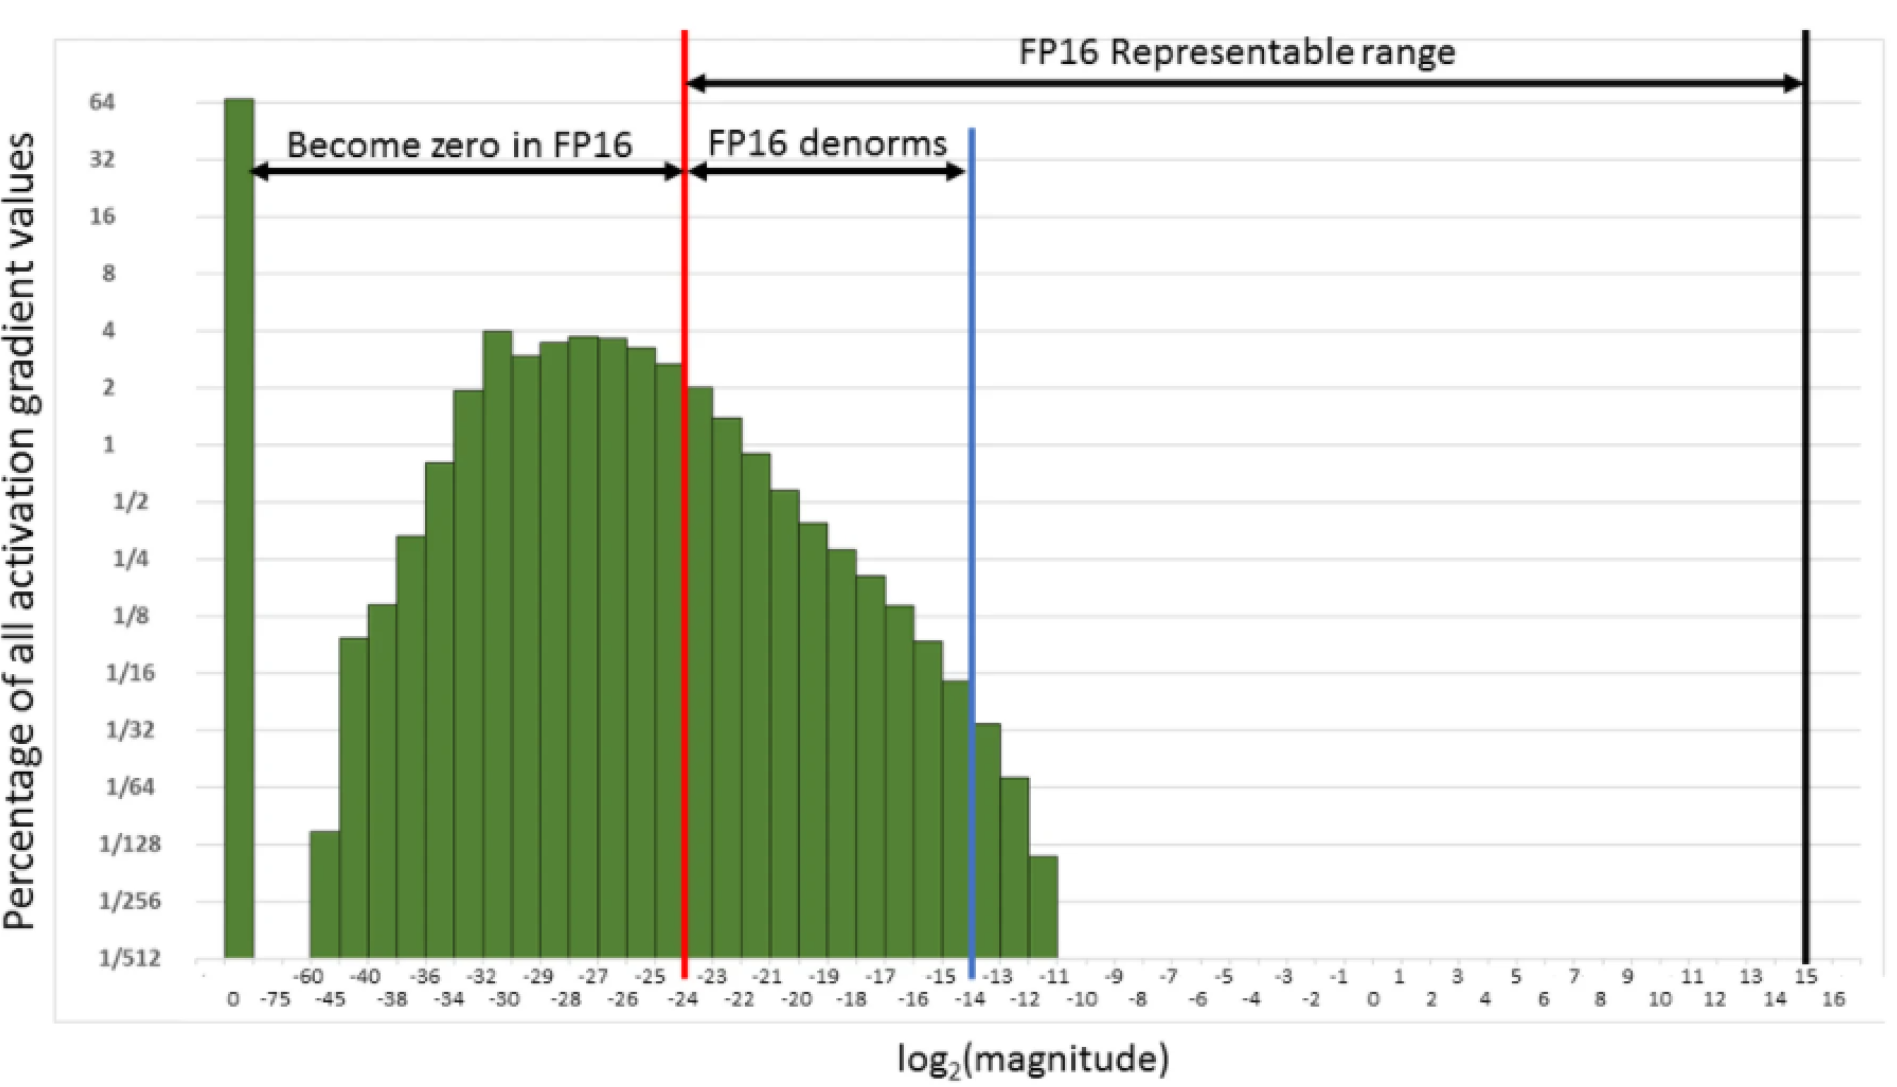 FP16 Representable range
Become zero in FP16
FP16 denorms
Percentage of all activation gradient values
64
32
16
8
4
2
1
1/2
1/4
1/8
1/16
1/32
1/64
1/128
1/256
1/512
-60 -40 -36 -32 -29 -27 -25 -23 -21 -19 -17 -15 -13 -11 -9 -7 -5 -3 -1 1 3 5 7 9 11 13 15
0 -75 -45 -38 -34 -30 -28 -26 -24 -22 -20 -18 -16 -14 -12 -10 -8 -6 -4 -2 0 2 4 6 8 10 12 14 16
log2(magnitude)